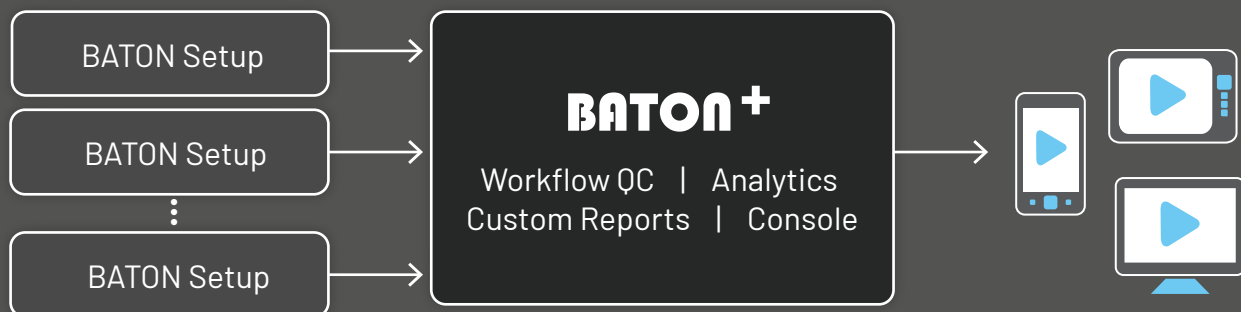 BATON Setup
BATON Setup
BATON Setup
BATON+
Workflow QC | Analytics
Custom Reports | Console